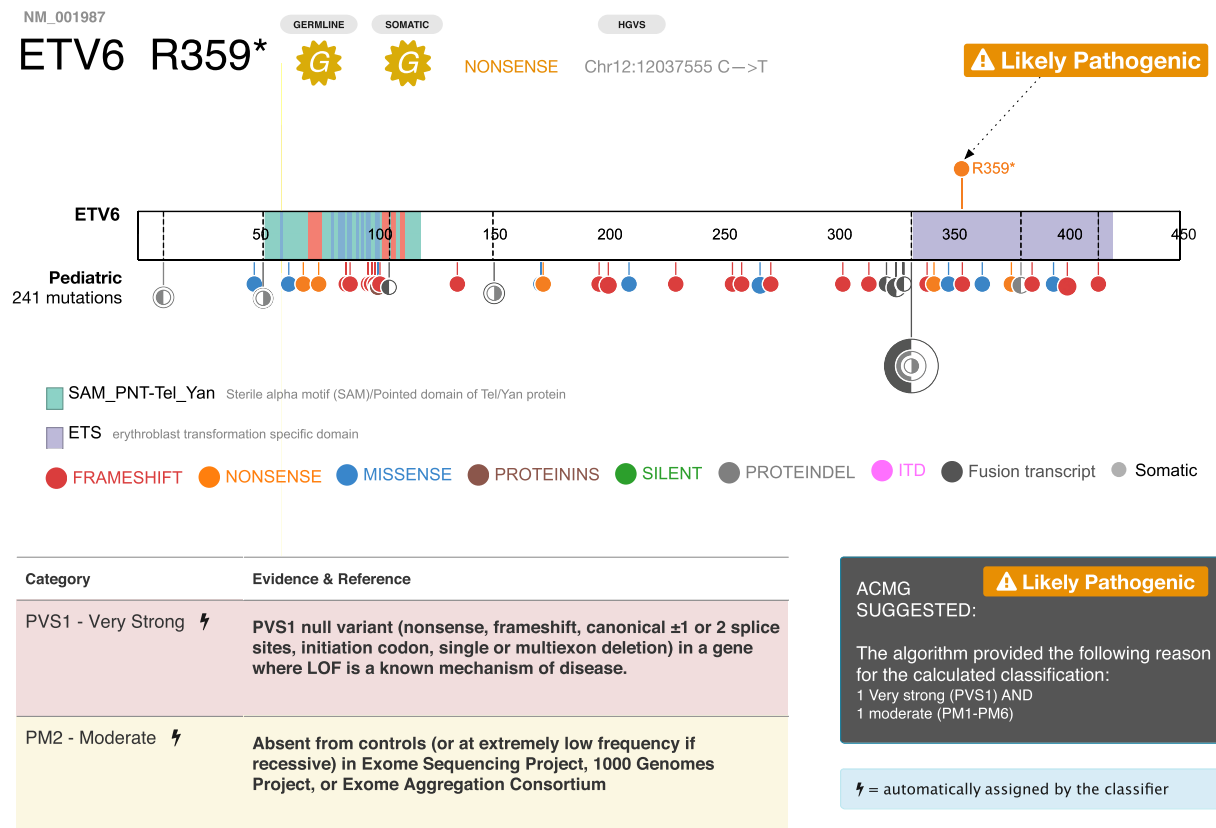 NM_001987
GERMLINE
SOMATIC
HGVS
ETV6 R359*
G
G
NONSENSE
Chr12:12037555 C—>T
Likely Pathogenic
R359*
ETV6
50
100
150
200
250
300
350
400
450
Pediatric
241 mutations
SAM_PNT-Tel_Yan Sterile alpha motif (SAM)/Pointed domain of Tel/Yan protein
ETS erythroblast transformation specific domain
FRAMESHIFT
NONSENSE
MISSENSE
PROTEININS
SILENT
PROTEINDEL
ITD
Fusion transcript
Somatic
Category
Evidence & Reference
PVS1 - Very Strong
PVS1 null variant (nonsense, frameshift, canonical ±1 or 2 splice
sites, initiation codon, single or multiexon deletion) in a gene
where LOF is a known mechanism of disease.
PM2 - Moderate
Absent from controls (or at extremely low frequency if
recessive) in Exome Sequencing Project, 1000 Genomes
Project, or Exome Aggregation Consortium
Likely Pathogenic
ACMG
SUGGESTED:
The algorithm provided the following reason
for the calculated classification:
1 Very strong (PVS1) AND
1 moderate (PM1-PM6)
= automatically assigned by the classifier